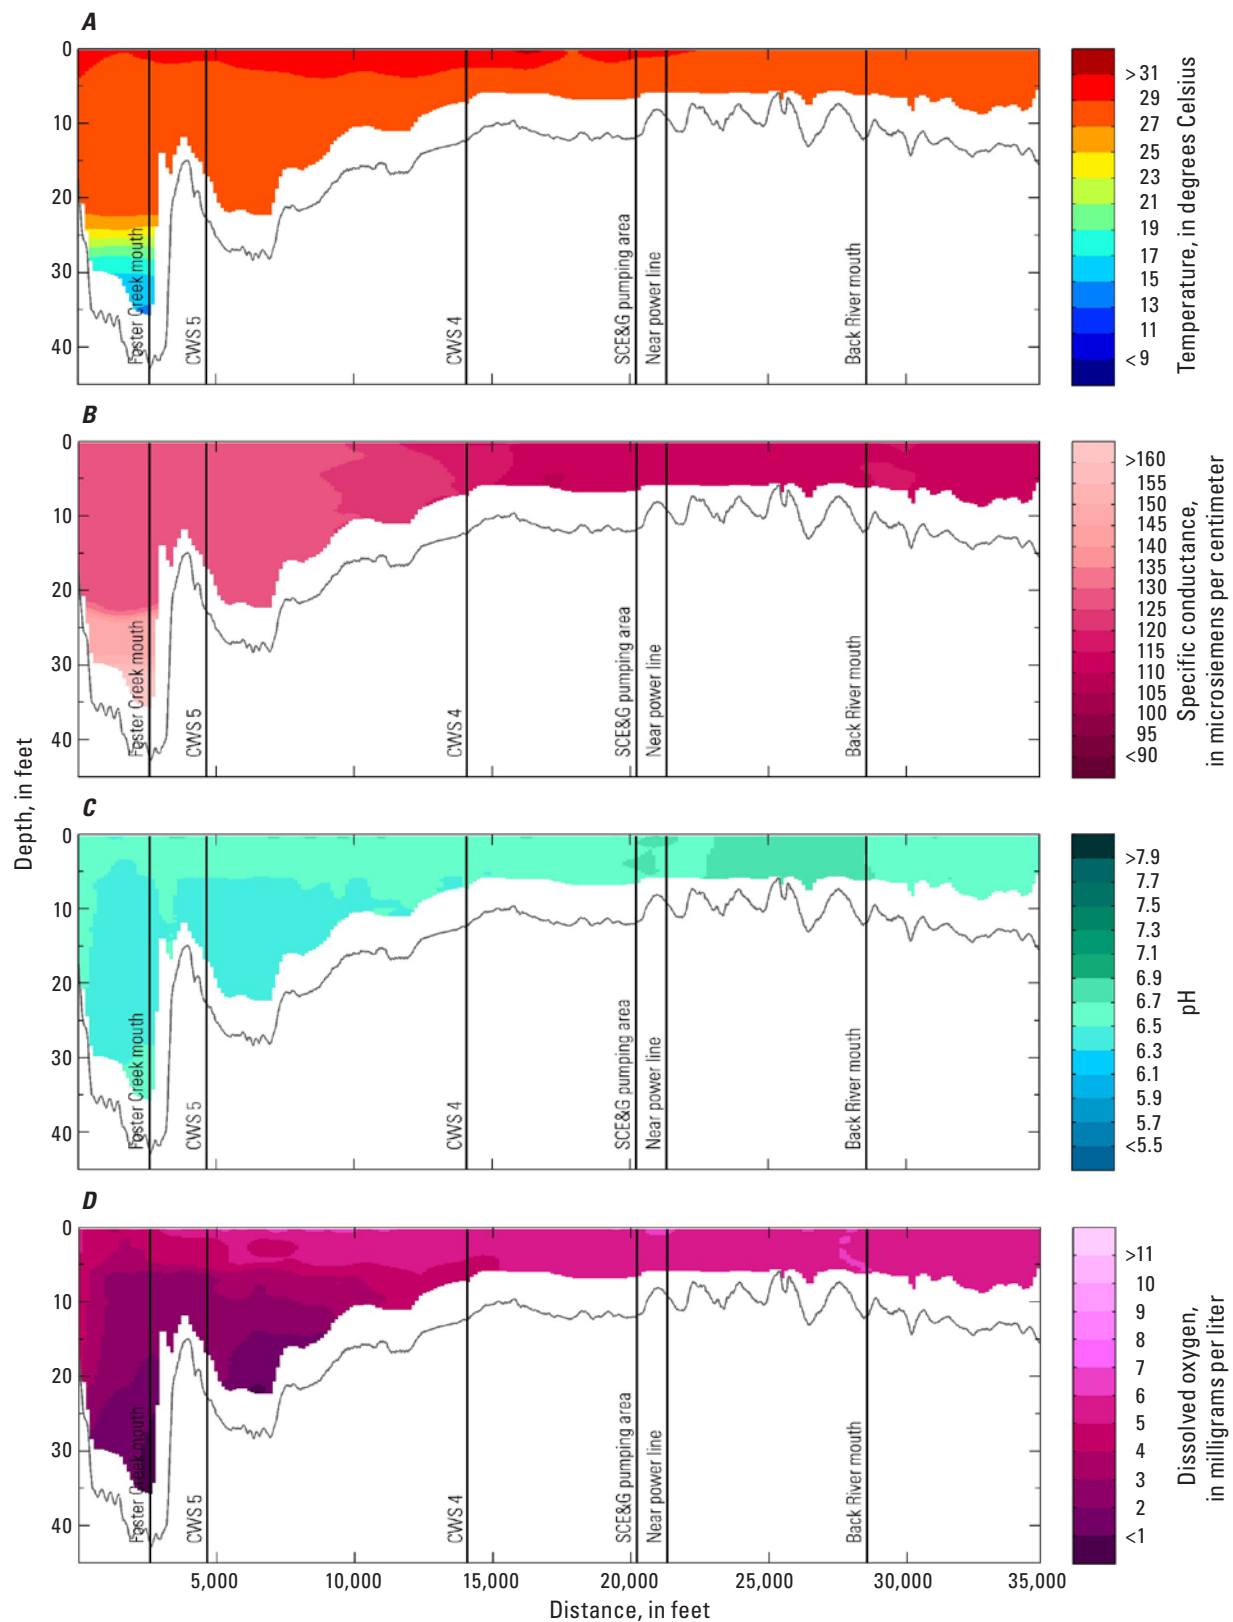 A
0
10
20
30
40
Foster Creek mouth
CWS 5
CWS 4
SCE&G pumping area
Near power line
Back River mouth
>31
29
27
25
23
21
19
17
15
13
11
<9
Temperature, in degrees Celsius
B
0
10
20
30
40
Foster Creek mouth
CWS 5
CWS 4
SCE&G pumping area
Near power line
Back River mouth
>160
155
150
145
140
135
130
125
120
115
110
105
100
95
<90
Specific conductance,
in microsiemens per centimeter
Depth, in feet
C
0
10
20
30
40
Foster Creek mouth
CWS 5
CWS 4
SCE&G pumping area
Near power line
Back River mouth
>7.9
7.7
7.5
7.3
7.1
6.9
6.7
6.5
6.3
6.1
5.9
5.7
<5.5
pH
D
0
10
20
30
40
Foster Creek mouth
CWS 5
CWS 4
SCE&G pumping area
Near power line
Back River mouth
>11
10
9
8
7
6
5
4
3
2
<1
Dissolved oxygen,
in milligrams per liter
5,000 10,000 15,000 20,000 25,000 30,000 35,000
Distance, in feet